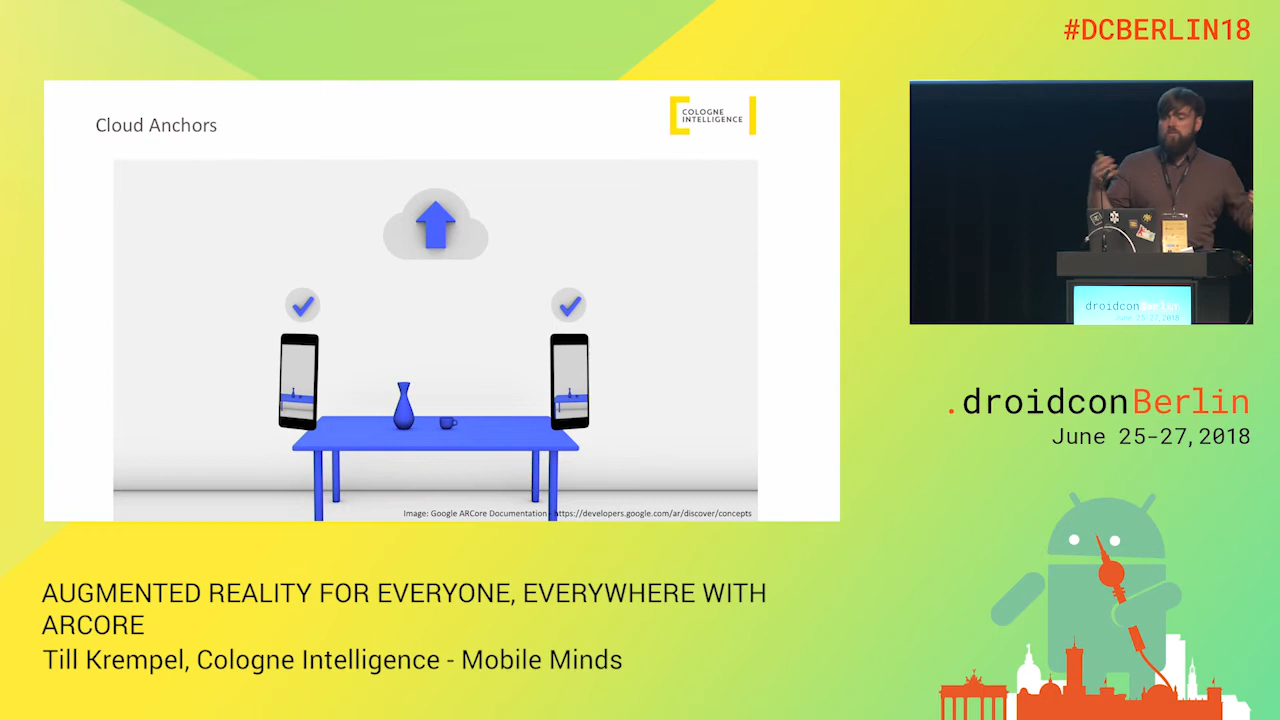 #DCBERLIN18
Cloud Anchors
COLOGNE
INTELLIGENCE
Image: Google ARCore Documentation - https://developers.google.com/ar/discover/concepts
droidcon Berlin
June 25-27, 2018
.droidconBerlin
June 25-27, 2018
AUGMENTED REALITY FOR EVERYONE, EVERYWHERE WITH
ARCORE
Till Krempel, Cologne Intelligence - Mobile Minds